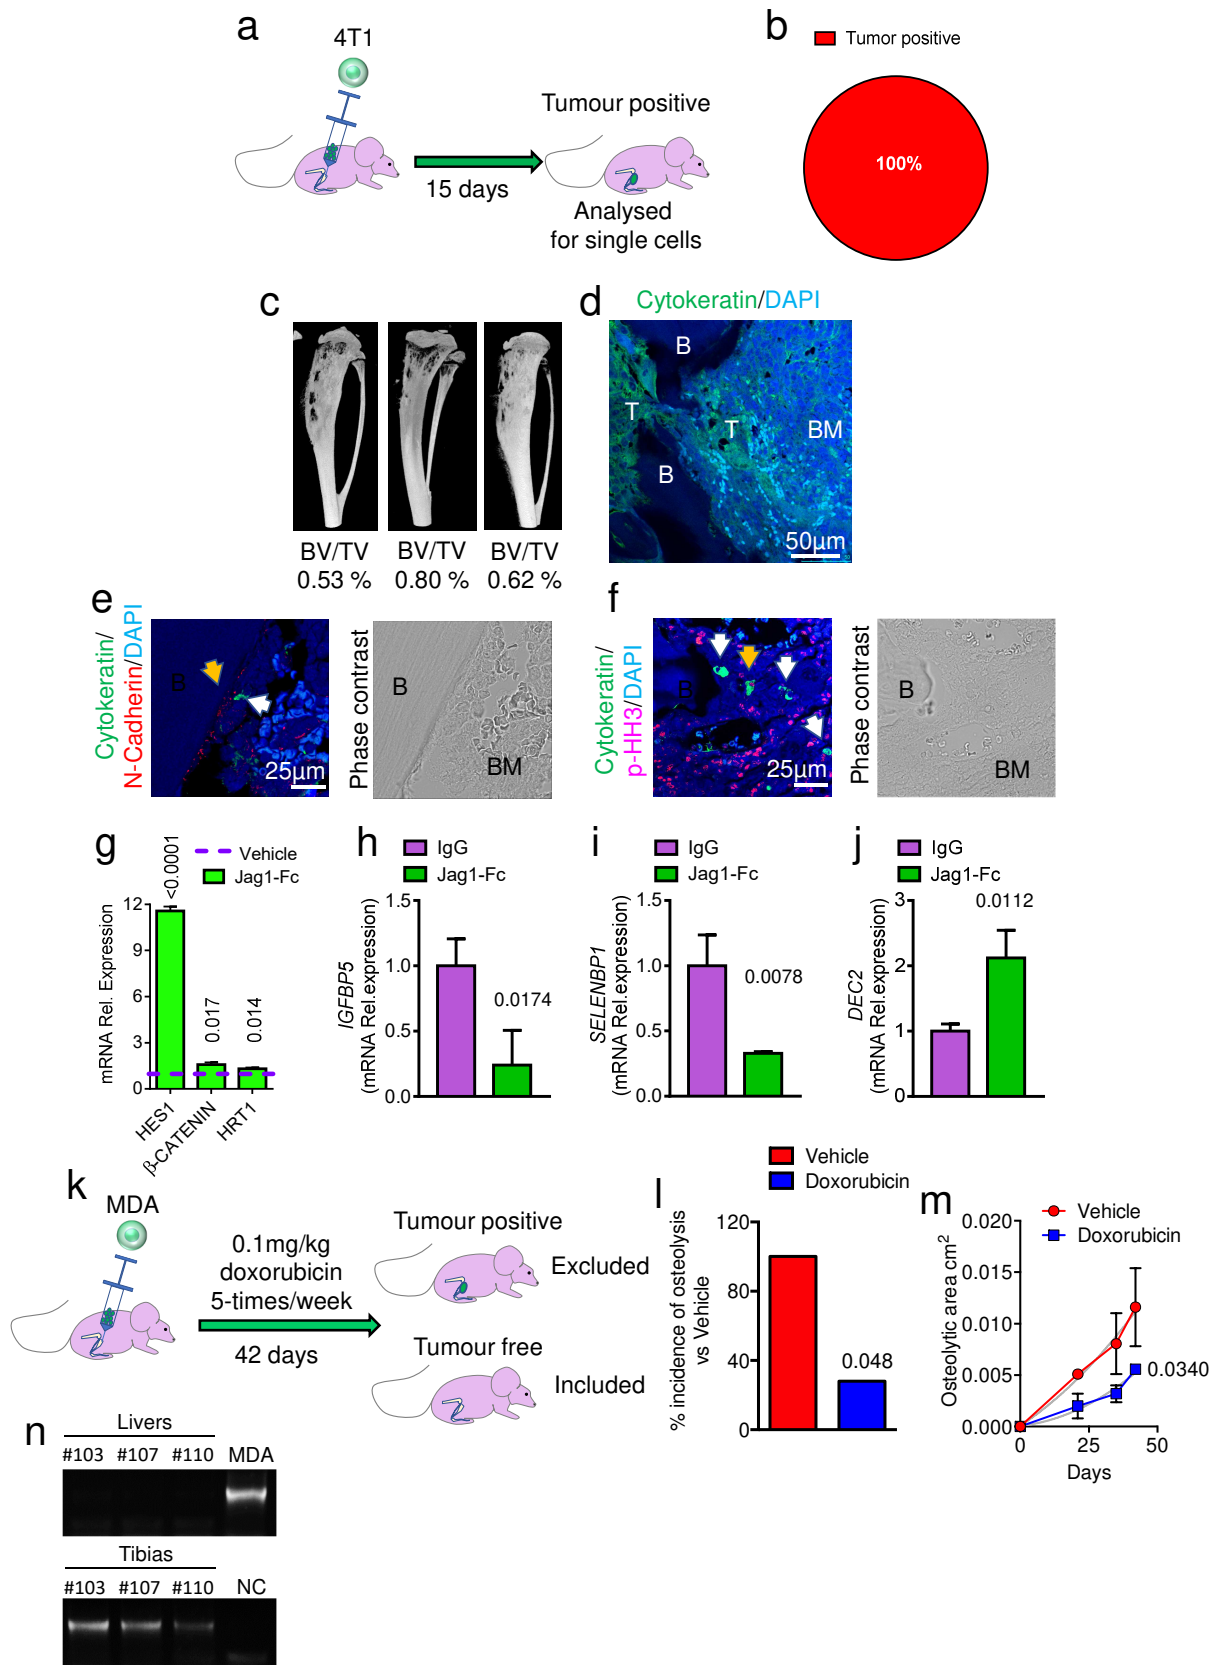 a
4T1
15 days
Tumour positive
Analysed
for single cells
b
Tumor positive
100%
c
BV/TV
0.53 %
BV/TV
0.80 %
BV/TV
0.62 %
d
Cytokeratin/DAPI
B
T
T
BM
B
50µm
e
Cytokeratin/
N-Cadherin/DAPI
B
25µm
Phase contrast
B
BM
f
Cytokeratin/
p-HH3/DAPI
B
25µm
Phase contrast
B
BM
g
Vehicle
Jag1-Fc
mRNA Rel. Expression
12
9
6
3
0
<0.0001
0.017
0.014
HES1
β-CATENIN
HRT1
h
IgG
Jag1-Fc
IGFBP5
(mRNA Rel.expression)
1.5
1.0
0.5
0.0
0.0174
i
IgG
Jag1-Fc
SELENBP1
(mRNA Rel.expression)
1.5
1.0
0.5
0.0
0.0078
j
IgG
Jag1-Fc
DEC2
(mRNA Rel.expression)
3
2
1
0
0.0112
k
MDA
0.1mg/kg
doxorubicin
5-times/week
42 days
Tumour positive
Excluded
Tumour free
Included
l
Vehicle
Doxorubicin
% incidence of osteolysis
vs Vehicle
120
80
40
0
0.048
m
Vehicle
Doxorubicin
Osteolytic area cm²
0.020
0.015
0.010
0.005
0.000
0.0340
0 25 50
Days
n
Livers
#103 #107 #110 MDA
Tibias
#103 #107 #110 NC